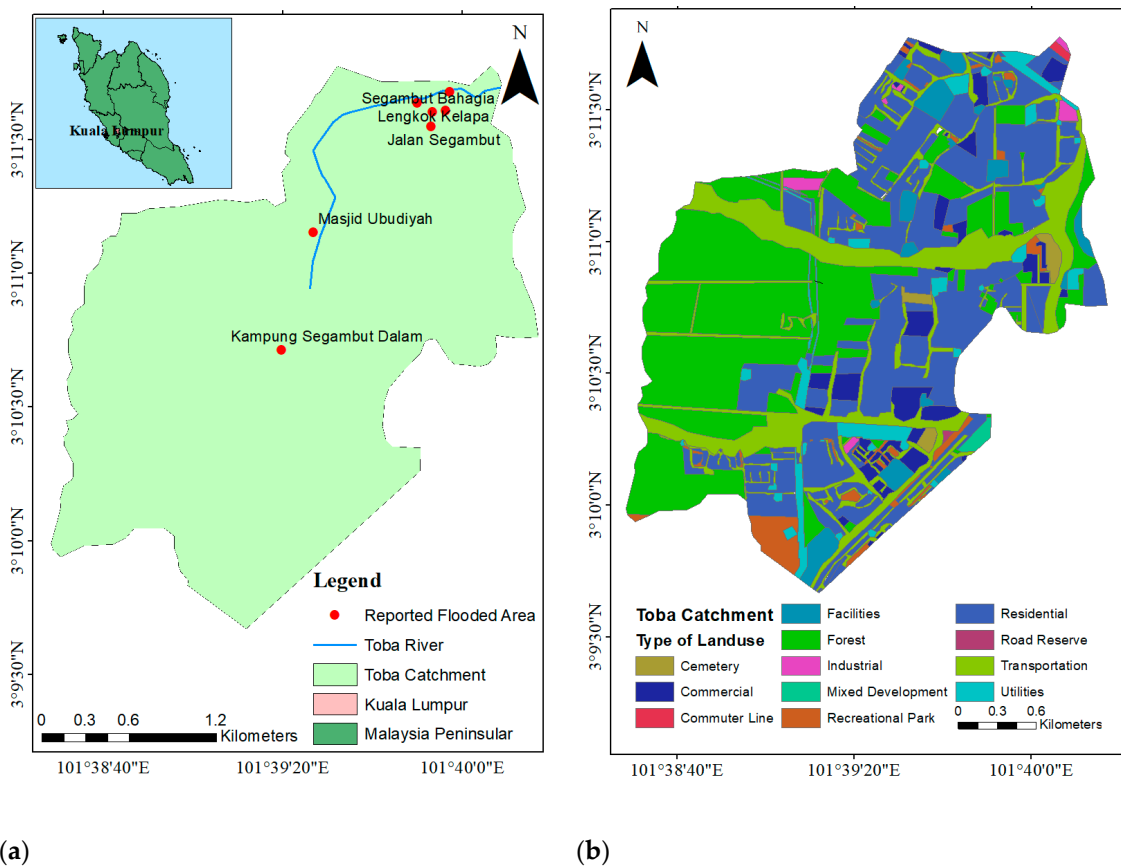 N
Kuala Lumpur
Segambut Bahagia
Lengkok Kelapa
Jalan Segambut
Masjid Ubudiyah
Kampung Segambut Dalam
3°11'30"N
3°11'0"N
3°10'30"N
3°10'0"N
3°9'30"N
Legend
Reported Flooded Area
Toba River
Toba Catchment
Kuala Lumpur
Malaysia Peninsular
0 0.3 0.6 1.2
Kilometers
101°38'40"E 101°39'20"E 101°40'0"E
(a)
N
3°11'30"N
3°11'0"N
3°10'30"N
3°10'0"N
3°9'30"N
Toba Catchment
Type of Landuse
Cemetery
Commercial
Commuter Line
Facilities
Forest
Industrial
Mixed Development
Recreational Park
Residential
Road Reserve
Transportation
Utilities
0 0.3 0.6
Kilometers
101°38'40"E 101°39'20"E 101°40'0"E
(b)